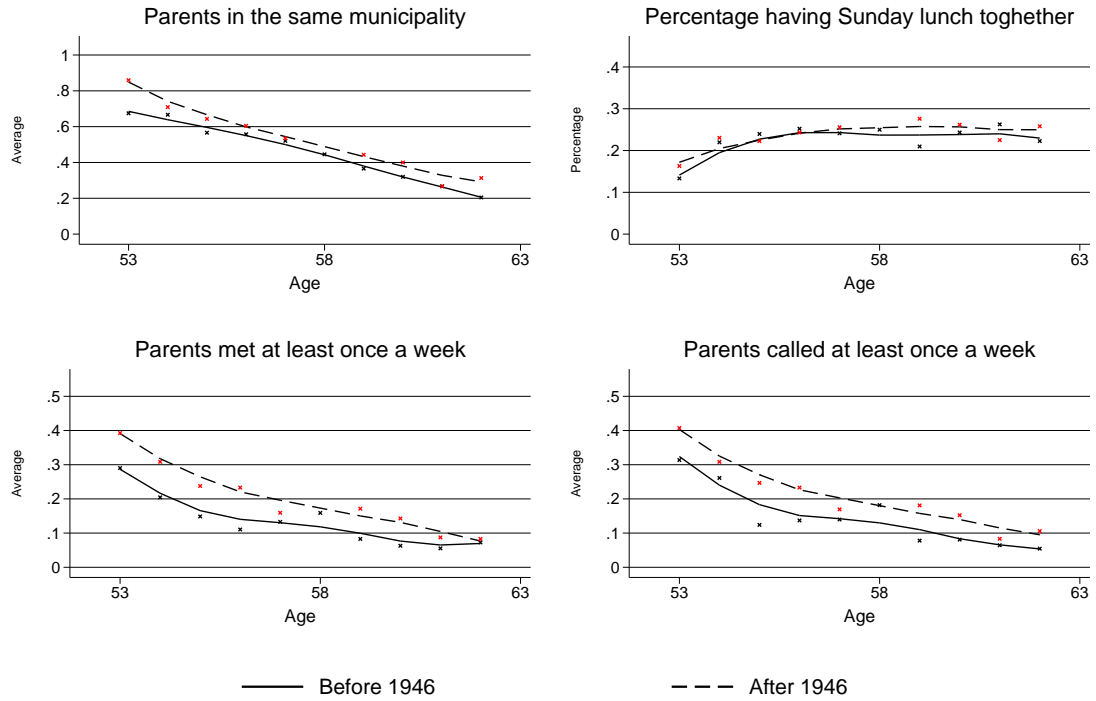 Parents in the same municipality
Average
1
.8
.6
.4
.2
0
53
58
63
Age
Percentage having Sunday lunch toghether
Percentage
.4
.3
.2
.1
0
53
58
63
Age
Parents met at least once a week
Average
.5
.4
.3
.2
.1
0
53
58
63
Age
Parents called at least once a week
Average
.5
.4
.3
.2
.1
0
53
58
63
Age
Before 1946
After 1946